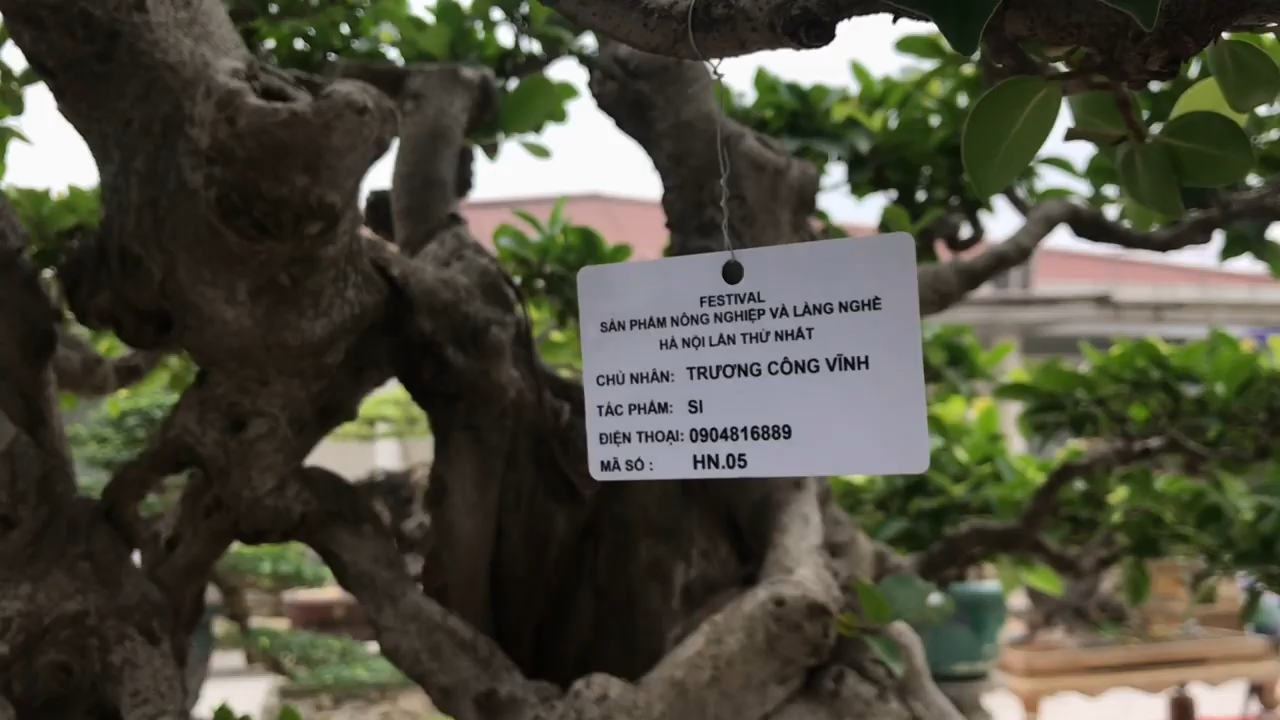 FESTIVAL
SẢN PHẨM NÔNG NGHIỆP VÀ LÀNG NGHỀ
HÀ NỘI LẦN THỨ NHẤT
CHỦ NHÂN: TRƯƠNG CÔNG VĨNH
TÁC PHẨM: SI
ĐIỆN THOẠI: 0904816889
MÃ SỐ : HN.05